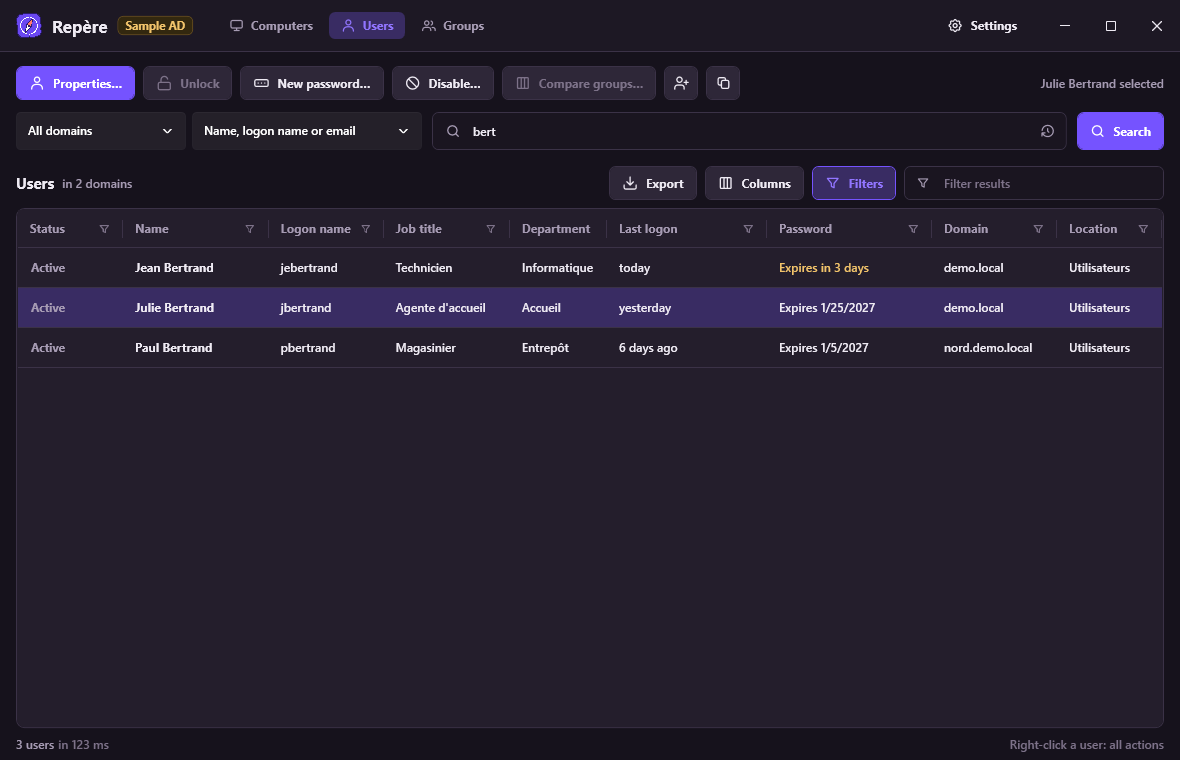 Repère Sample AD Computers Users Groups Settings
Properties... Unlock New password... Disable... Compare groups... Julie Bertrand selected
All domains Name, logon name or email bert Search
Users in 2 domains Export Columns Filters Filter results
Status Name Logon name Job title Department Last logon Password Domain Location
Active Jean Bertrand jebertrand Technicien Informatique today Expires in 3 days demo.local Utilisateurs
Active Julie Bertrand jbertrand Agente d'accueil Accueil yesterday Expires 1/25/2027 demo.local Utilisateurs
Active Paul Bertrand pbertrand Magasinier Entrepôt 6 days ago Expires 1/5/2027 nord.demo.local Utilisateurs
3 users in 123 ms Right-click a user: all actions